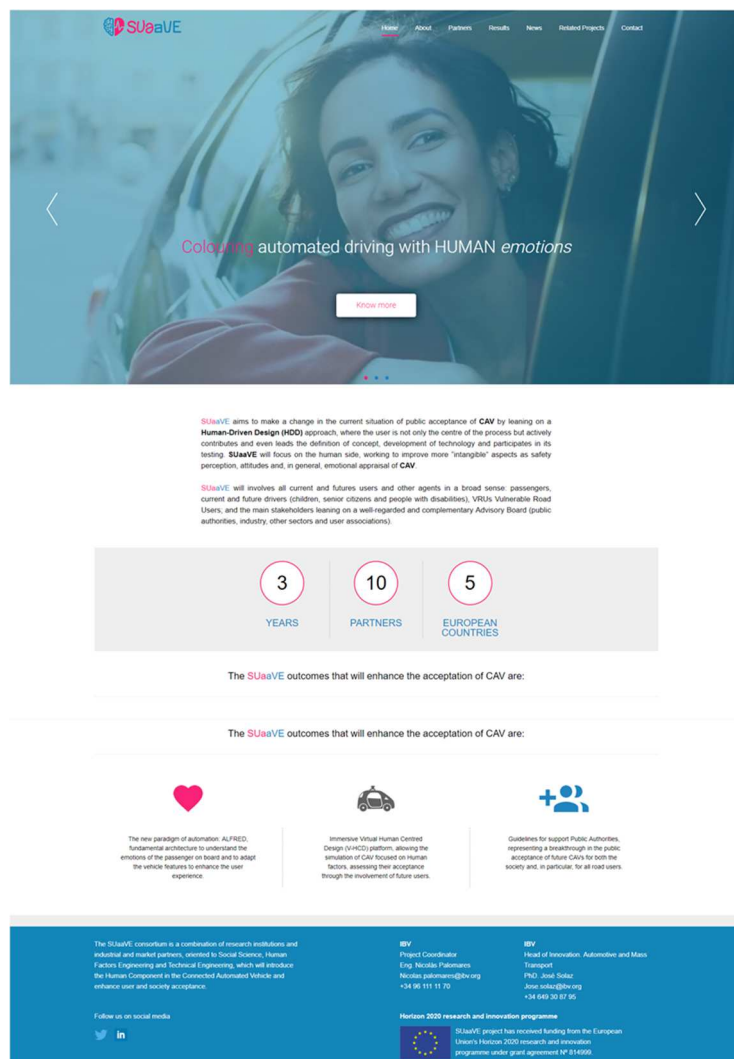 SUaaVE
Home About Partners Results News Related Projects Contact
Colouring automated driving with HUMAN emotions
Know more
SUaaVE aims to make a change in the current situation of public acceptance of CAV by leaning on a
Human-Driven Design (HDD) approach, where the user is not only the centre of the process but actively
contributes and even leads the definition of concept, development of technology and participates in its
testing. SUaaVE will focus on the human side, working to improve more "intangible" aspects as safety
perception, attitudes and, in general, emotional appraisal of CAV.
SUaaVE will involves all current and futures users and other agents in a broad sense: passengers,
current and future drivers (children, senior citizens and people with disabilities), VRUs Vulnerable Road
Users; and the main stakeholders leaning on a well-regarded and complementary Advisory Board (public
authorities, industry, other sectors and user associations).
3 10 5
YEARS PARTNERS EUROPEAN
COUNTRIES
The SUaaVE outcomes that will enhance the acceptation of CAV are:
The SUaaVE outcomes that will enhance the acceptation of CAV are:
The new paradigm of automation: ALFRED,
fundamental architecture to understand the
emotions of the passenger on board and to adapt
the vehicle features to enhance the user
experience.
Immersive Virtual Human Centred
Design (V-HCD) platform, allowing the
simulation of CAV focused on Human
factors, assessing their acceptance
through the involvement of future users.
Guidelines for support Public Authorities,
representing a breakthrough in the public
acceptance of future CAVs for both the
society and, in particular, for all road users.
The SUaaVE consortium is a combination of research institutions and
industrial and market partners, oriented to Social Science, Human
Factors Engineering and Technical Engineering, which will introduce
the Human Component in the Connected Automated Vehicle and
enhance user and society acceptance.
Follow us on social media
in
IBV
Project Coordinator
Eng. Nicolás Palomares
Nicolas.palomares@ibv.org
+34 96 111 11 70
IBV
Head of Innovation. Automotive and Mass
Transport
PhD. José Solaz
Jose.solaz@ibv.org
+34 649 30 87 95
Horizon 2020 research and innovation programme
SUaaVE project has received funding from the European
Union's Horizon 2020 research and innovation
programme under grant agreement Nº 814999